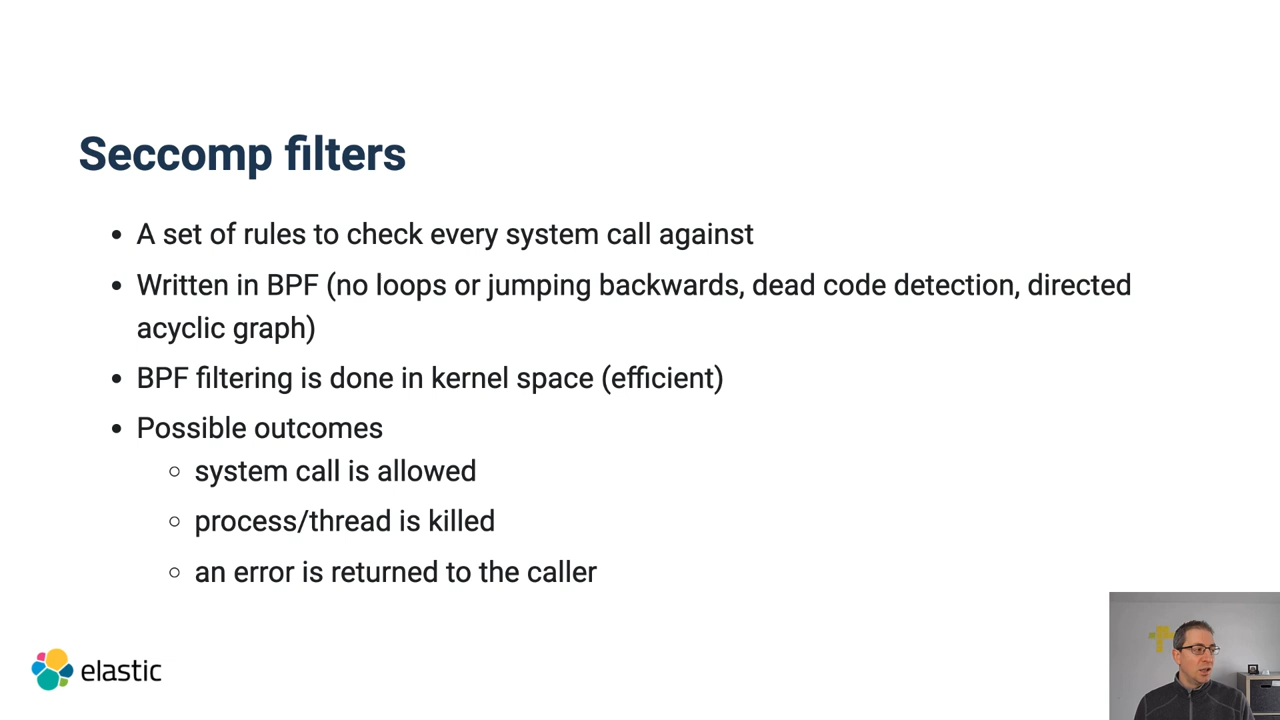 Seccomp filters
• A set of rules to check every system call against
• Written in BPF (no loops or jumping backwards, dead code detection, directed
acyclic graph)
• BPF filtering is done in kernel space (efficient)
• Possible outcomes
○ system call is allowed
○ process/thread is killed
○ an error is returned to the caller
elastic